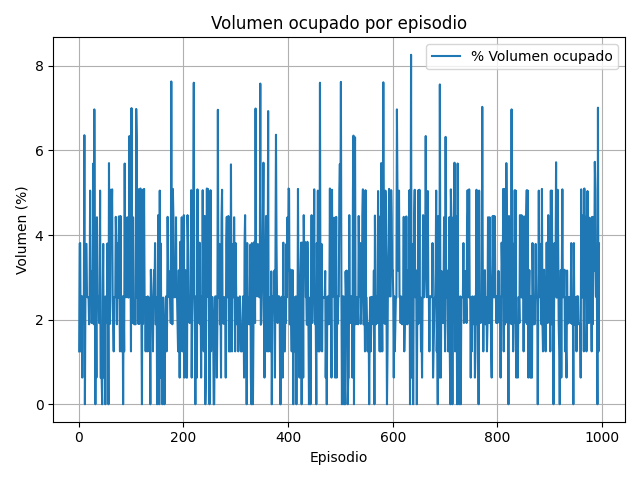 Volumen ocupado por episodio
% Volumen ocupado
Volumen (%)
8
6
4
2
0
0 200 400 600 800 1000
Episodio